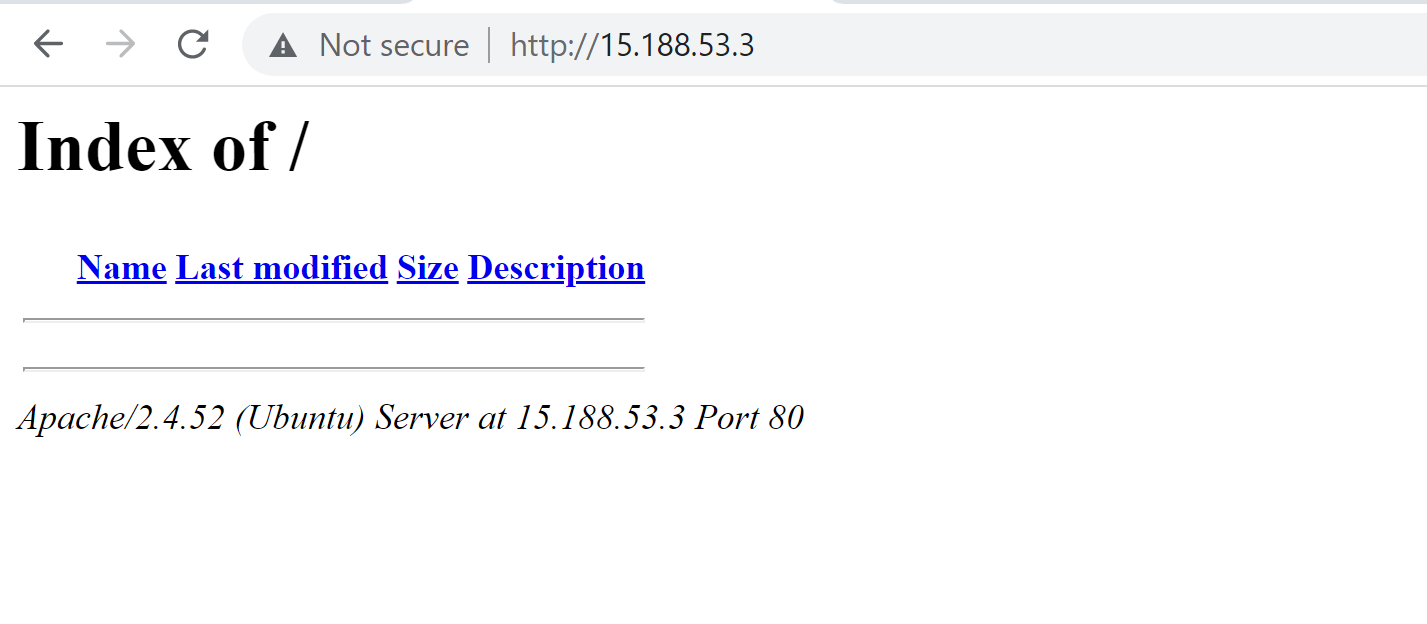 Not secure http://15.188.53.3
Index of /
Name Last modified Size Description
Apache/2.4.52 (Ubuntu) Server at 15.188.53.3 Port 80